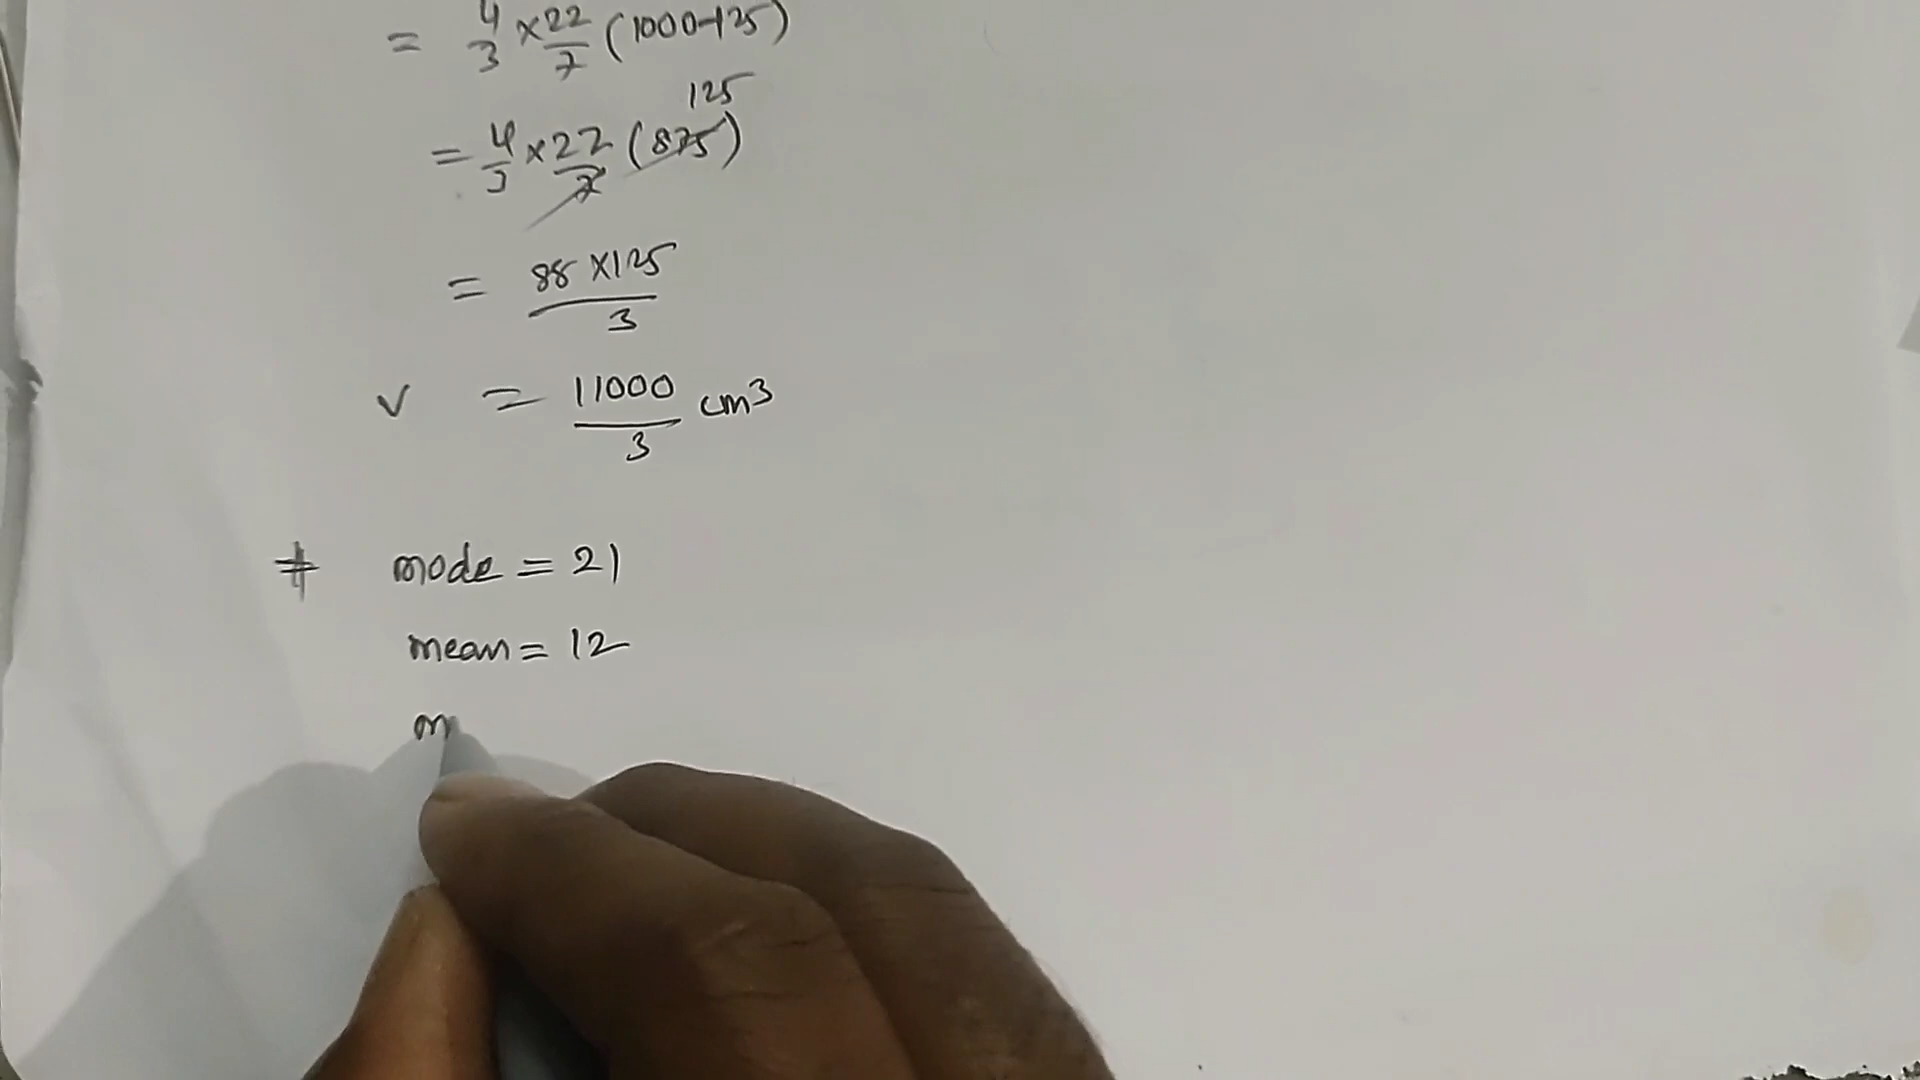 = 4/3 × 22/7 (1000-125)
125
= 4/3 × 22/7 (875)
= 88 × 125 / 3
V = 11000/3 cm³
# mode = 21
mean = 12
m